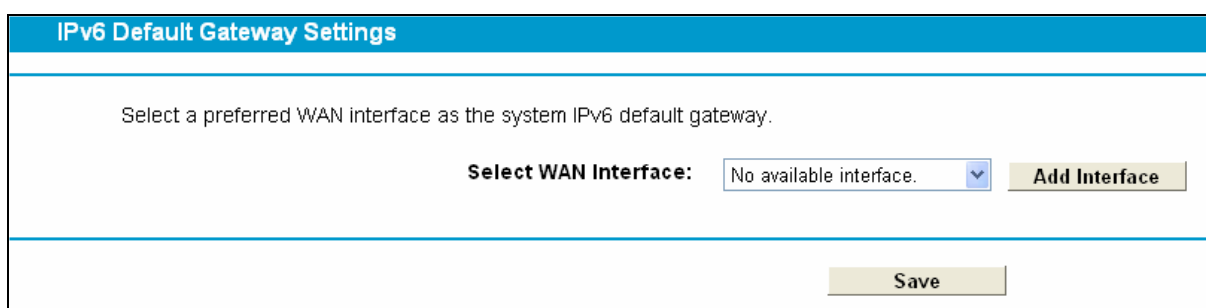 IPv6 Default Gateway Settings
Select a preferred WAN interface as the system IPv6 default gateway.
Select WAN Interface: No available interface. Add Interface
Save